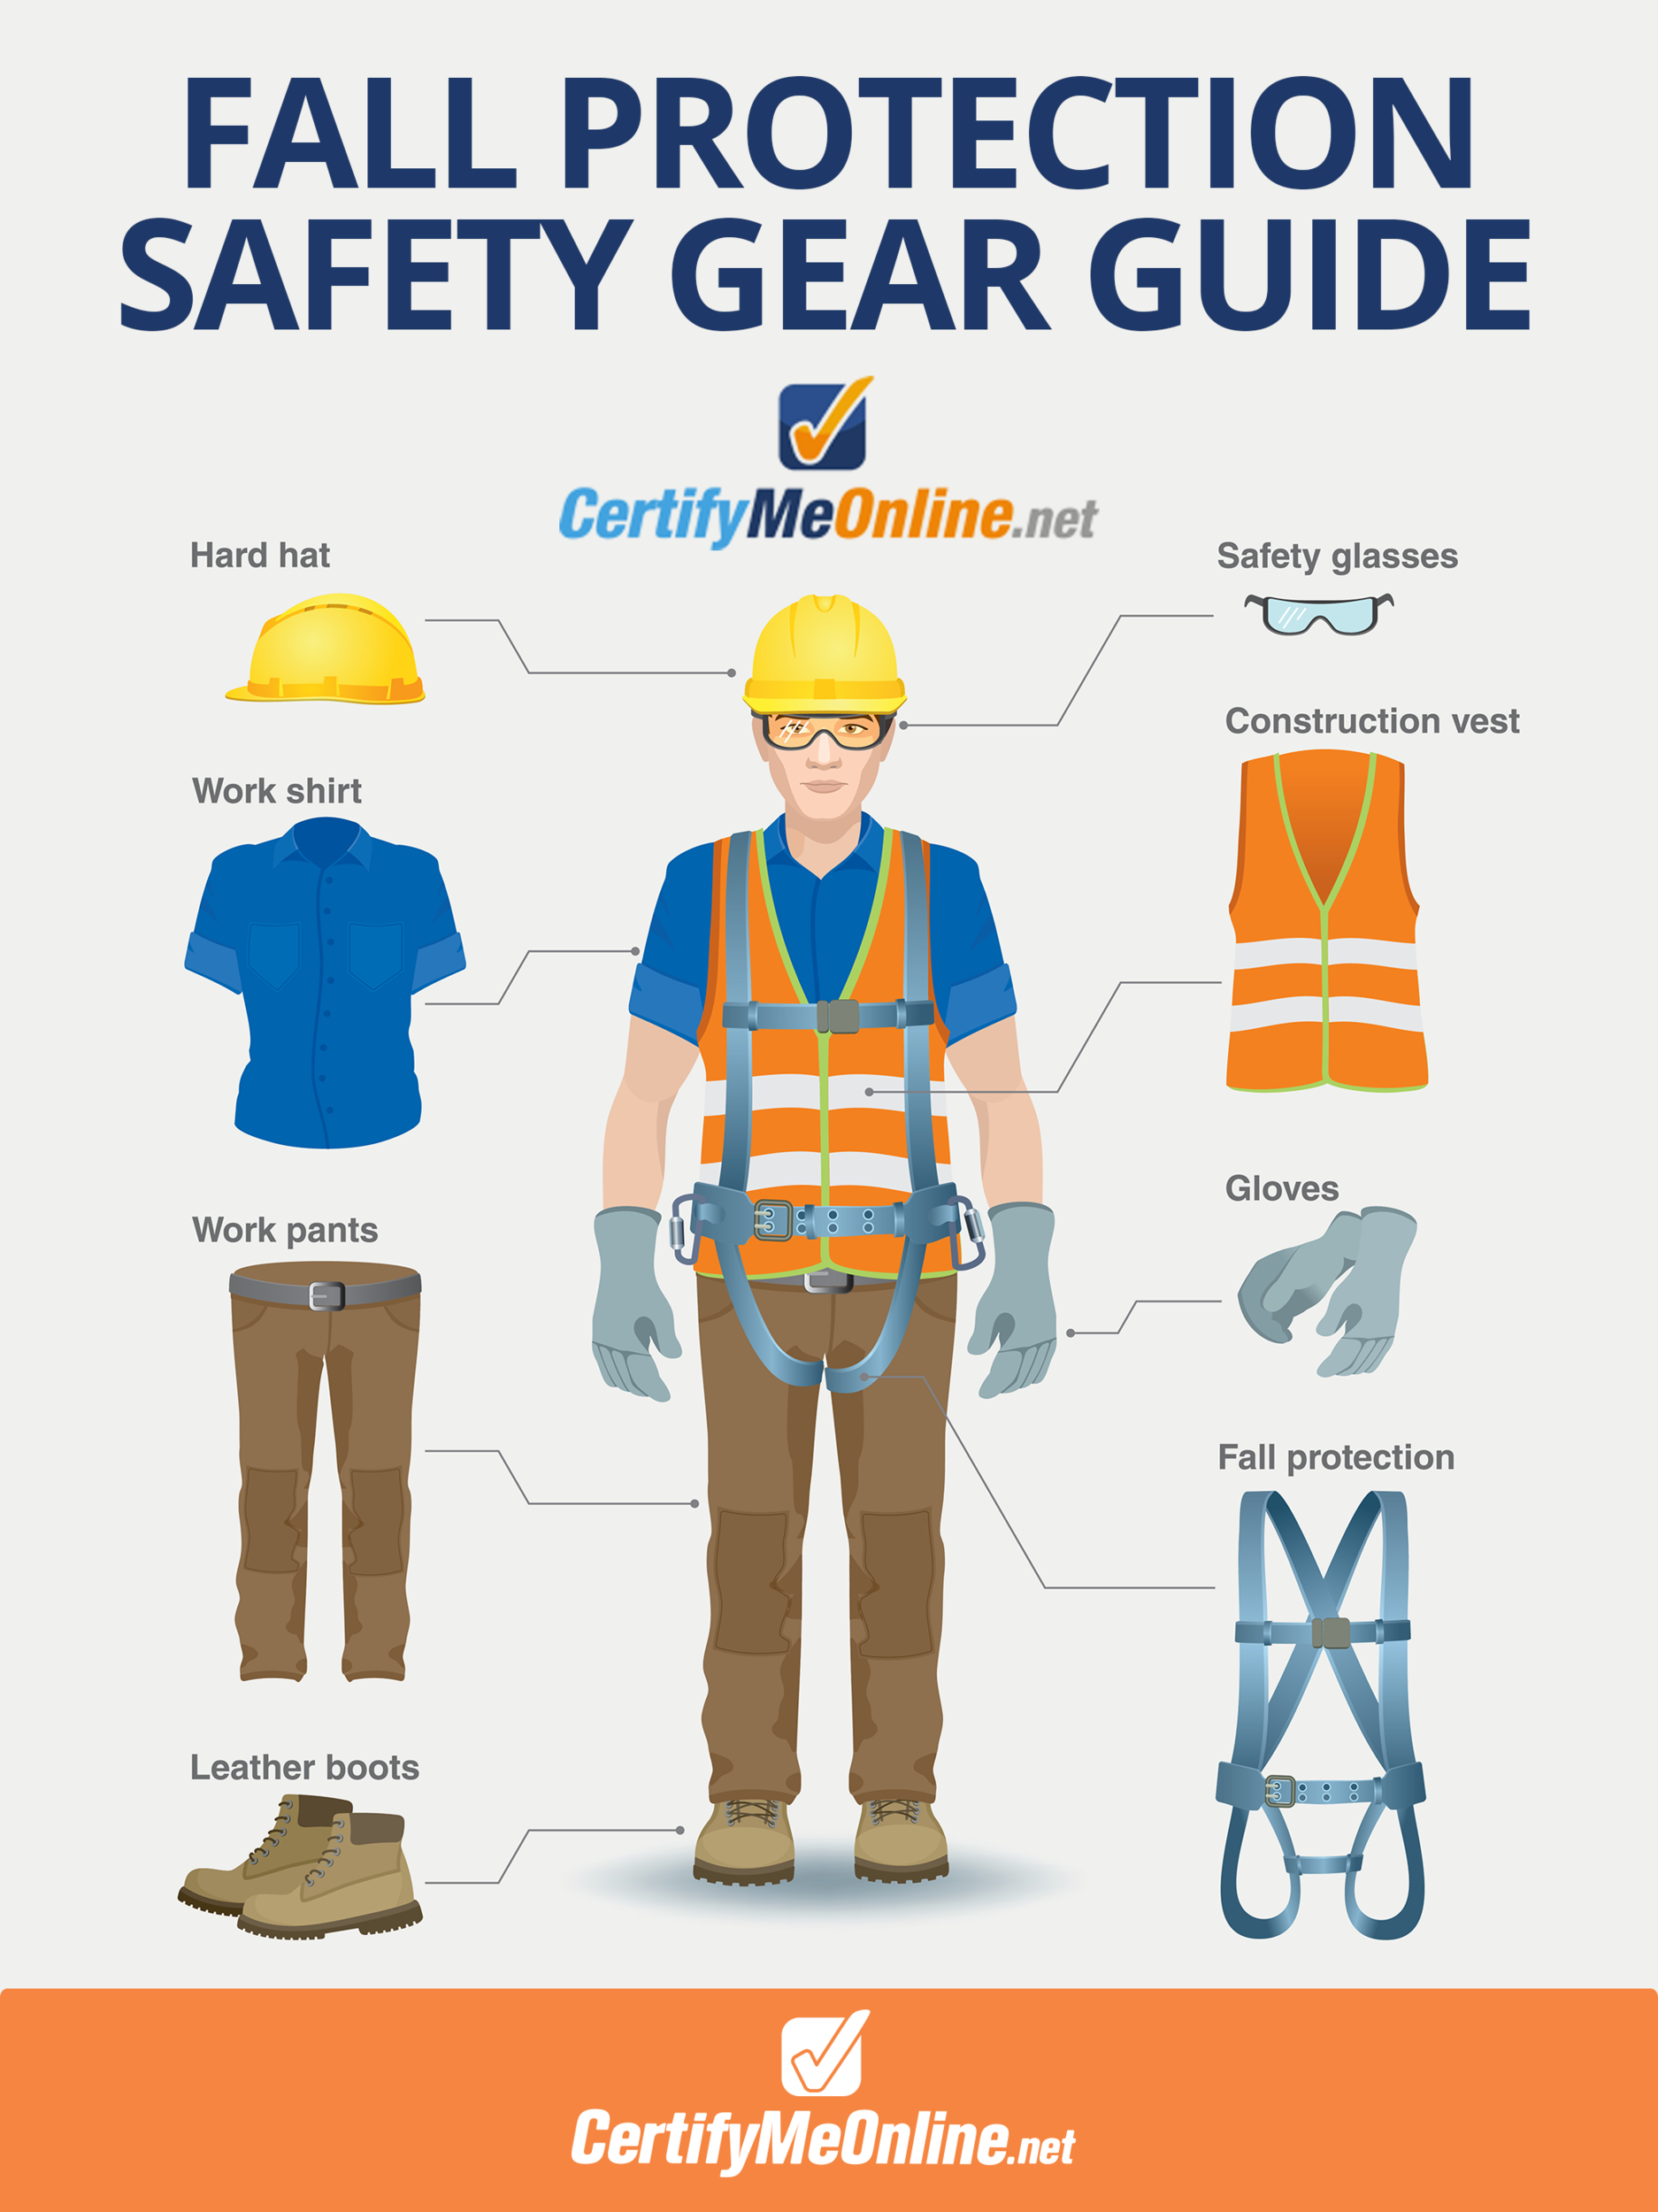 FALL PROTECTION
SAFETY GEAR GUIDE
CertifyMeOnline.net
Hard hat
Safety glasses
Construction vest
Work shirt
Gloves
Work pants
Fall protection
Leather boots
CertifyMeOnline.net